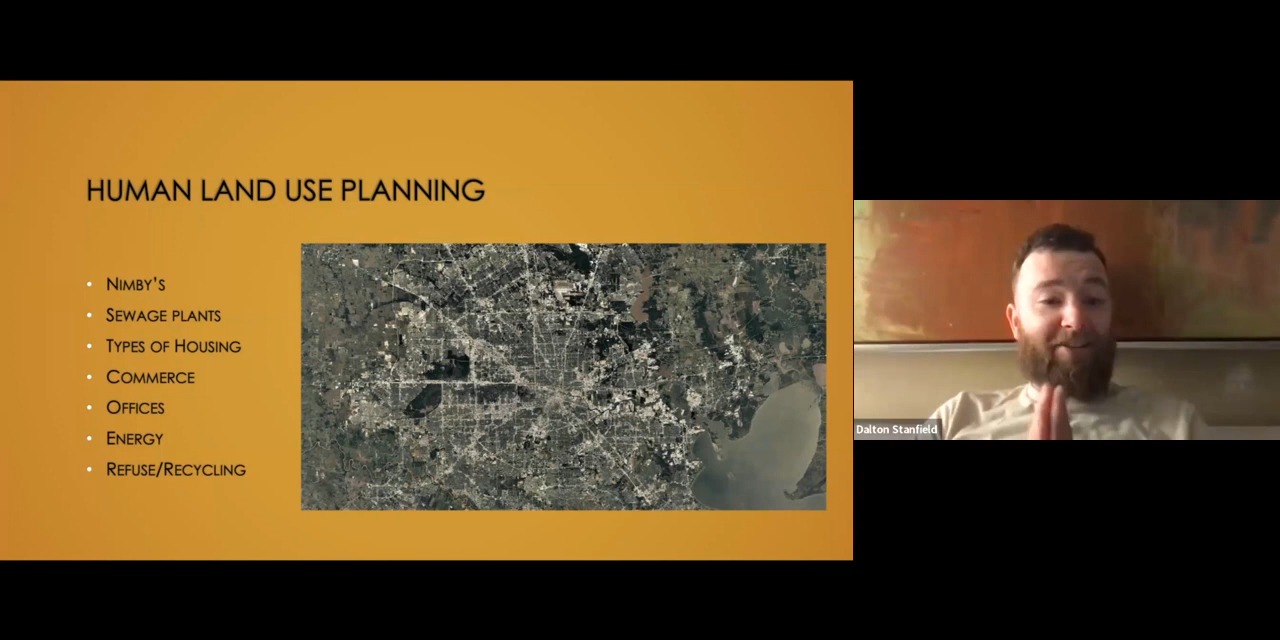 HUMAN LAND USE PLANNING
• NIMBY'S
• SEWAGE PLANTS
• TYPES OF HOUSING
• COMMERCE
• OFFICES
• ENERGY
• REFUSE/RECYCLING
Dalton Stanfield